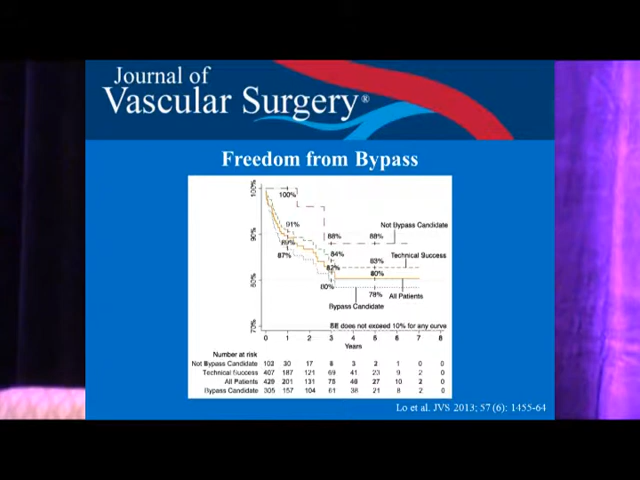 Journal of
Vascular Surgery®
Freedom from Bypass
100%
100%
Not Bypass Candidate
91%
90%
88%
88%
89%
Technical Success
87%
84%
83%
82%
80%
80%
80%
78%
All Patients
Bypass Candidate
70%
SE does not exceed 10% for any curve
0 1 2 3 4 5 6 7 8
Years
Number at risk
Not Bypass Candidate 102 30 17 8 3 2 1 0 0
Technical Success 407 187 121 69 41 23 9 2 0
All Patients 429 201 131 75 46 27 10 2 0
Bypass Candidate 305 157 104 61 38 21 8 2 0
Lo et al. JVS 2013; 57 (6): 1455-64